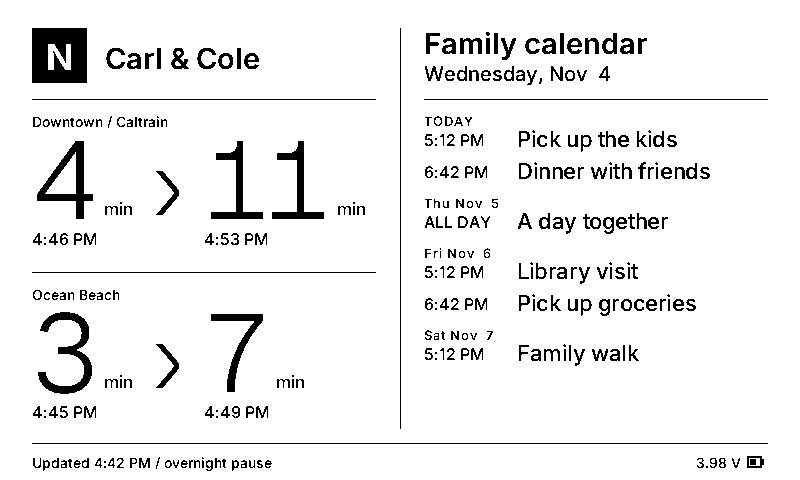 N Carl & Cole
Downtown / Caltrain
4 min > 11 min
4:46 PM 4:53 PM
Ocean Beach
3 min > 7 min
4:45 PM 4:49 PM
Family calendar
Wednesday, Nov 4
TODAY
5:12 PM Pick up the kids
6:42 PM Dinner with friends
Thu Nov 5
ALL DAY A day together
Fri Nov 6
5:12 PM Library visit
6:42 PM Pick up groceries
Sat Nov 7
5:12 PM Family walk
Updated 4:42 PM / overnight pause
3.98 V